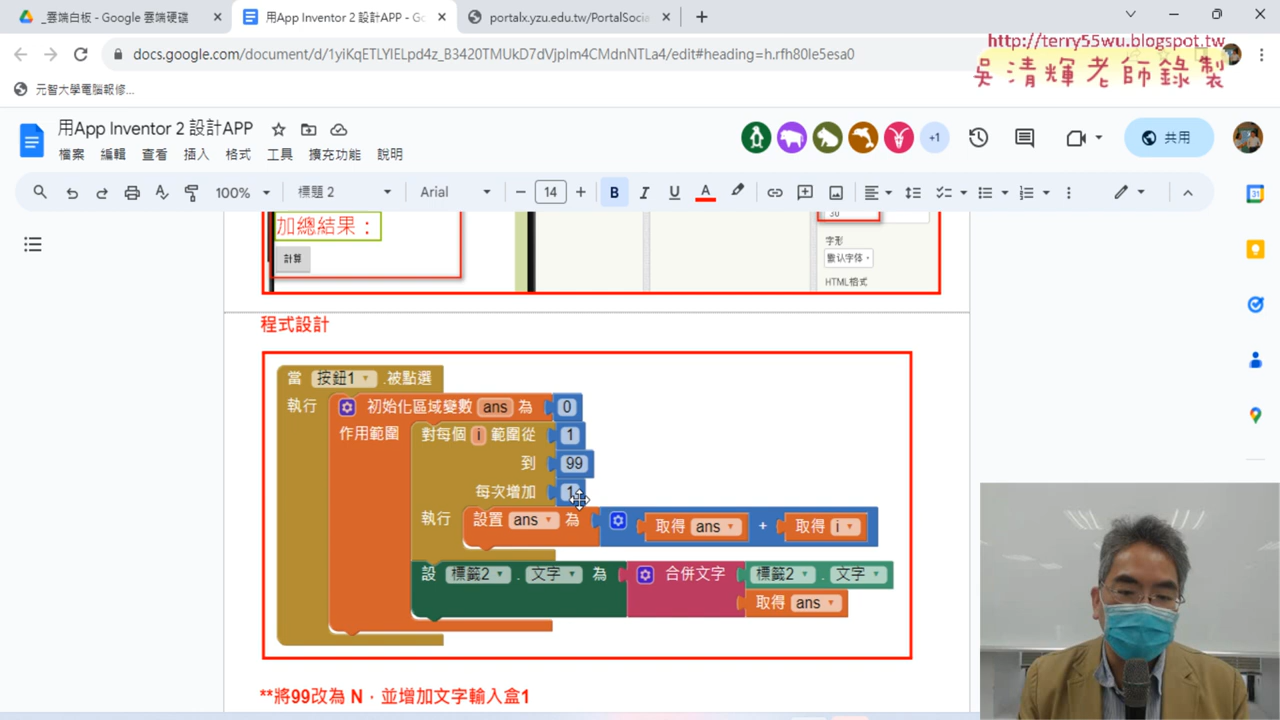 _雲端白板 - Google 雲端硬碟
用App Inventor 2 設計APP - Go
portalx.yzu.edu.tw/PortalSocia
docs.google.com/document/d/1yiKqETLYIELpd4z_B3420TMUkD7dVjplm4CMdnNTLa4/edit#heading=h.rfh80le5esa0
http://terry55wu.blogspot.tw
吳清輝老師錄製
元智大學電腦報修...
用App Inventor 2 設計APP
檔案 編輯 查看 插入 格式 工具 擴充功能 說明
+1
共用
100% 標題 2 Arial 14 B I U A
加總結果：
計算
30
字形
默认字体
HTML格式
程式設計
當 按鈕1 .被點選
執行 初始化區域變數 ans 為 0
作用範圍 對每個 i 範圍從 1
到 99
每次增加 1
執行 設置 ans 為 取得 ans + 取得 i
設 標籤2 . 文字 為 合併文字 標籤2 . 文字
取得 ans
**將99改為 N，並增加文字輸入盒1